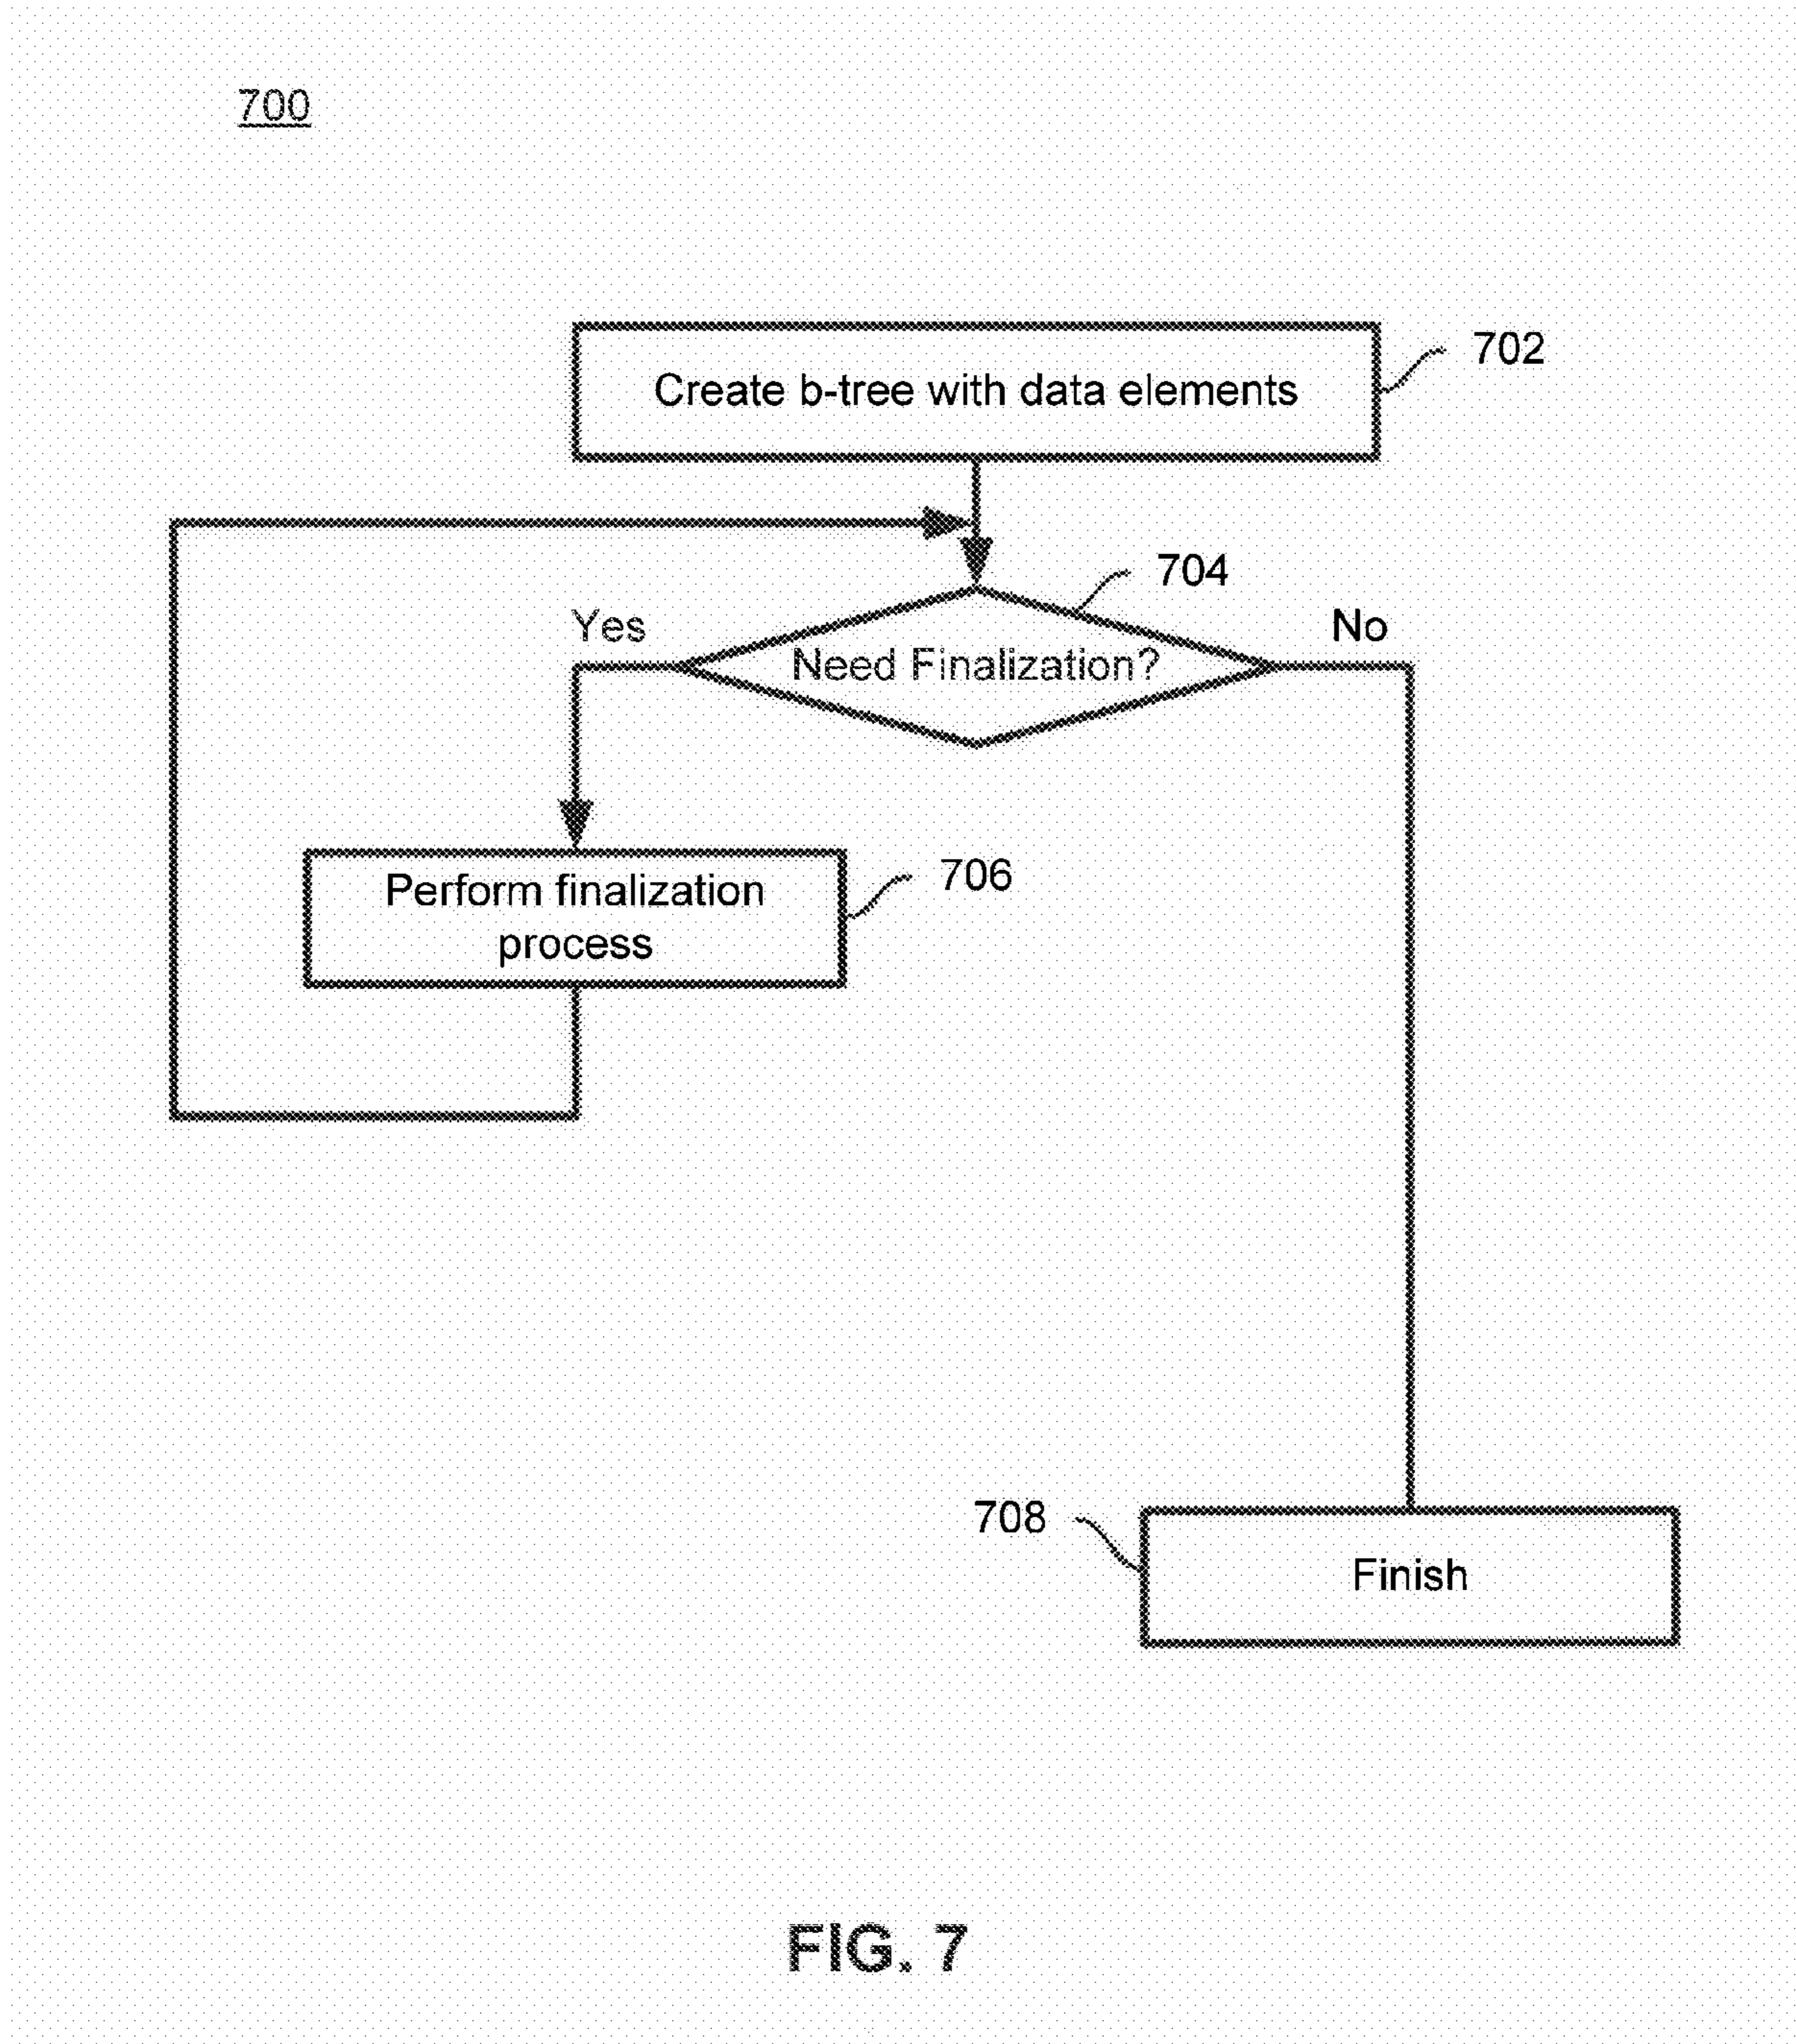 700
Create b-tree with data elements
702
704
Yes
No
Need Finalization?
Perform finalization
process
706
708
Finish
FIG. 7